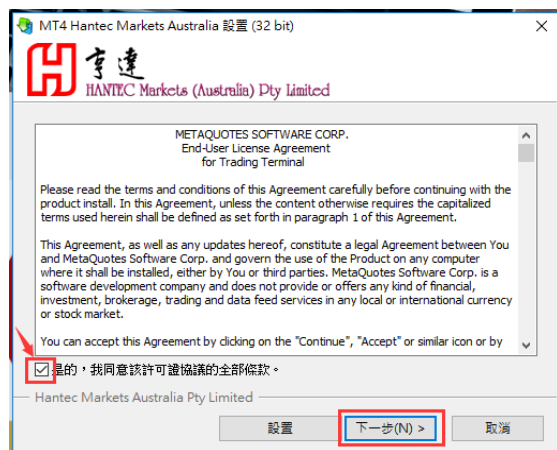 MT4 Hantec Markets Australia 設置 (32 bit)
亨達
HANTEC Markets (Australia) Pty Limited
METAQUOTES SOFTWARE CORP.
End-User License Agreement
for Trading Terminal
Please read the terms and conditions of this Agreement carefully before continuing with the
product install. In this Agreement, unless the content otherwise requires the capitalized
terms used herein shall be defined as set forth in paragraph 1 of this Agreement.
This Agreement, as well as any updates hereof, constitute a legal Agreement between You
and MetaQuotes Software Corp. and govern the use of the Product on any computer
where it shall be installed, either by You or third parties. MetaQuotes Software Corp. is a
software development company and does not provide or offers any kind of financial,
investment, brokerage, trading and data feed services in any local or international currency
or stock market.
You can accept this Agreement by clicking on the "Continue", "Accept" or similar icon or by
是的，我同意該許可證協議的全部條款。
Hantec Markets Australia Pty Limited
設置
下一步(N) >
取消